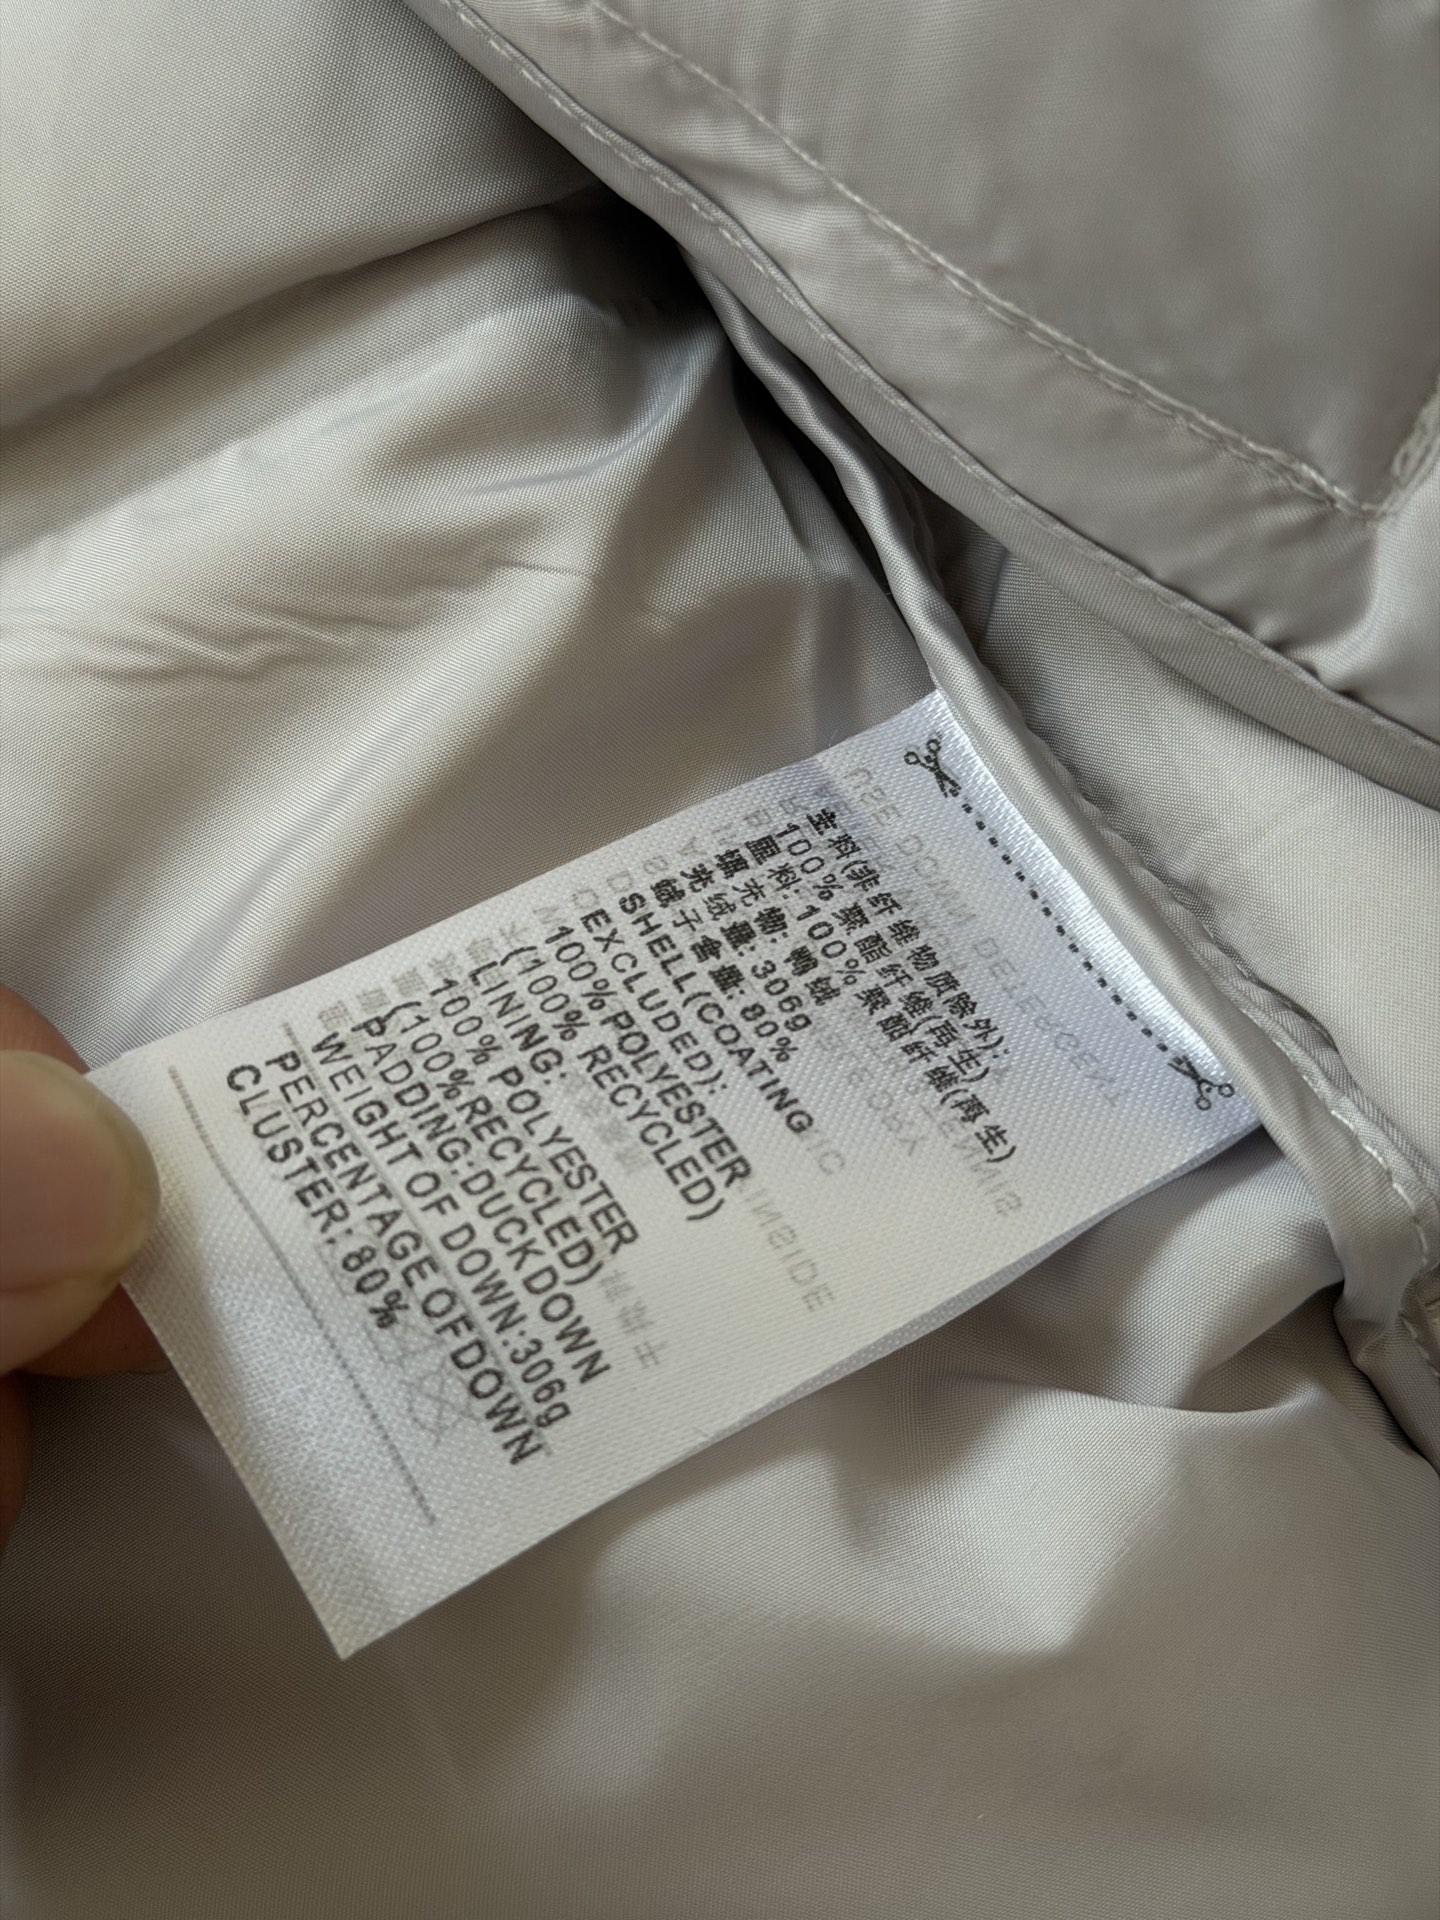 主料(非纤维物质除外):
100%聚酯纤维(再生)
里料:100%聚酯纤维(再生)
填充物:鸭绒
充绒量:306g
绒子含量:80%
SHELL(COATING
EXCLUDED):
100%POLYESTER
(100% RECYCLED)
LINING:
100% POLYESTER
(100%RECYCLED)
PADDING:DUCK DOWN
WEIGHT OF DOWN:306g
PERCENTAGE OF DOWN
CLUSTER:80%